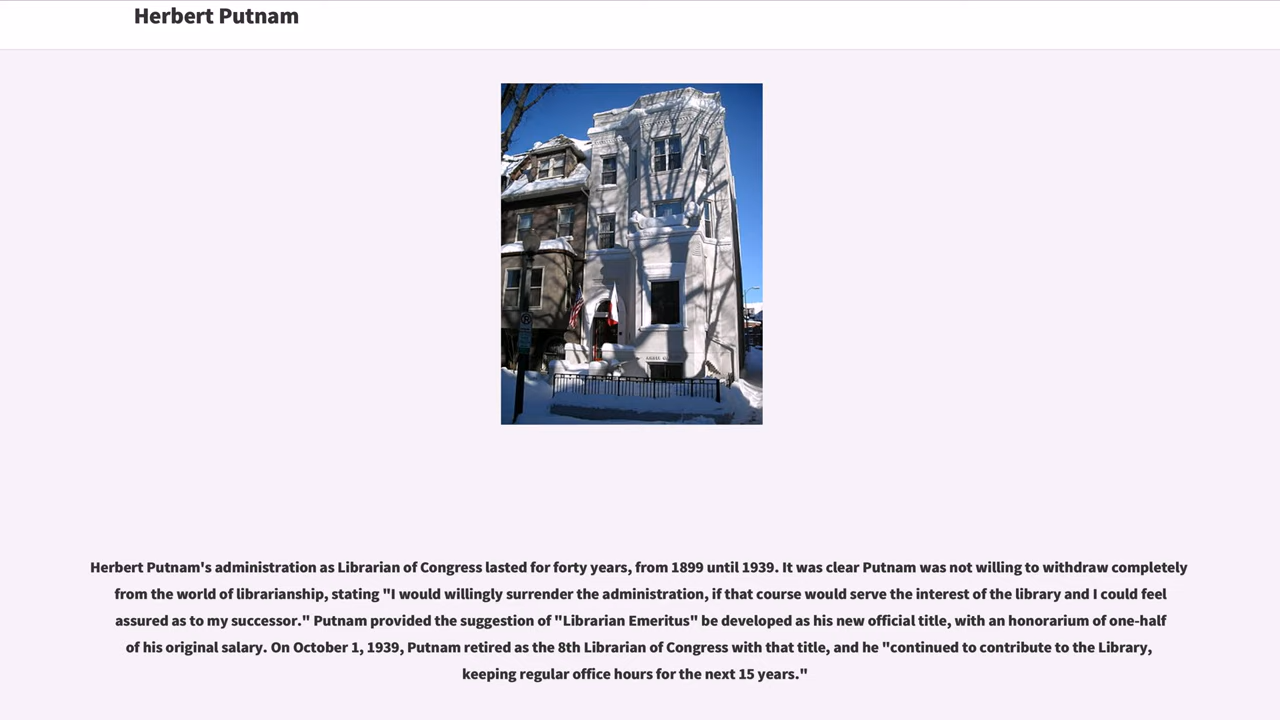 Herbert Putnam
Herbert Putnam's administration as Librarian of Congress lasted for forty years, from 1899 until 1939. It was clear Putnam was not willing to withdraw completely
from the world of librarianship, stating "I would willingly surrender the administration, if that course would serve the interest of the library and I could feel
assured as to my successor." Putnam provided the suggestion of "Librarian Emeritus" be developed as his new official title, with an honorarium of one-half
of his original salary. On October 1, 1939, Putnam retired as the 8th Librarian of Congress with that title, and he "continued to contribute to the Library,
keeping regular office hours for the next 15 years."